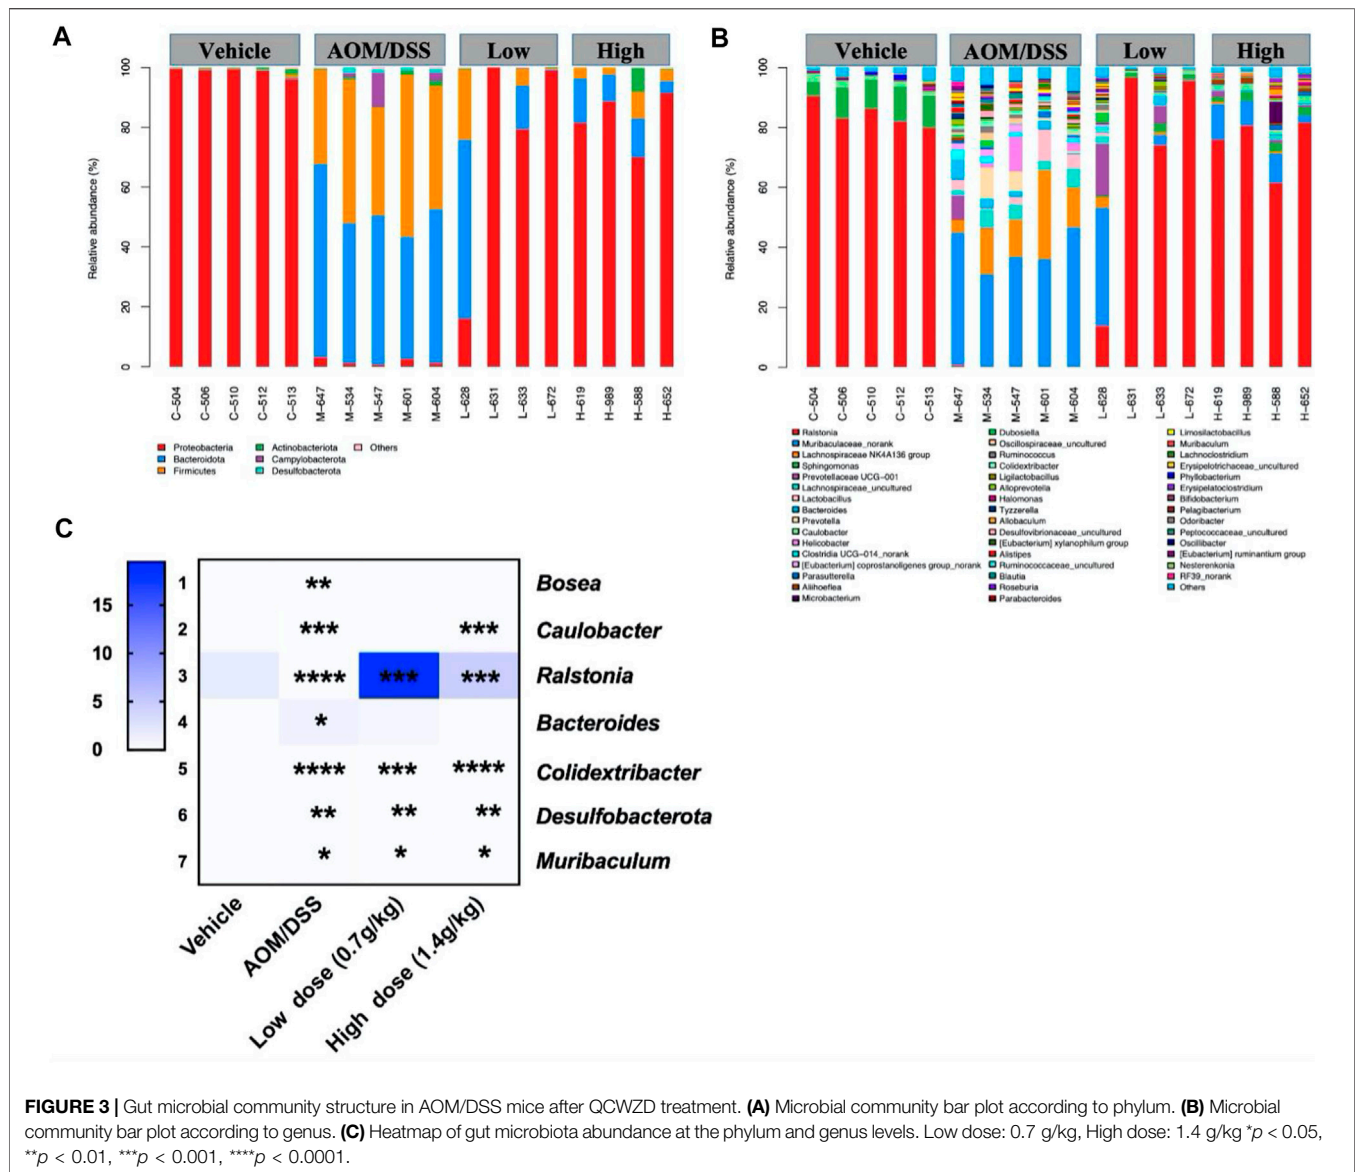 A
Vehicle
AOM/DSS
Low
High
Relative abundance (%)
100
80
60
40
20
0
C-504
C-506
C-510
C-512
C-513
M-647
M-534
M-547
M-601
M-604
L-628
L-631
L-633
L-672
H-619
H-989
H-588
H-652
Proteobacteria
Bacteroidota
Firmicutes
Actinobacteriota
Campylobacterota
Desulfobacterota
Others
B
Vehicle
AOM/DSS
Low
High
Relative abundance (%)
100
80
60
40
20
0
C-504
C-506
C-510
C-512
C-513
M-647
M-534
M-547
M-601
M-604
L-628
L-631
L-633
L-672
H-619
H-989
H-588
H-652
Ralstonia
Muribaculaceae_norank
Lachnospiraceae NK4A136 group
Sphingomonas
Prevotellaceae UCG-001
Lachnospiraceae_uncultured
Lactobacillus
Bacteroides
Prevotella
Caulobacter
Helicobacter
Clostridia UCG-014_norank
[Eubacterium] coprostanoligenes group_norank
Parasutterella
Aliihoeflea
Microbacterium
Dubosiella
Oscillospiraceae_uncultured
Ruminococcus
Colidextribacter
Ligilactobacillus
Alloprevotella
Halomonas
Tyzzerella
Allobaculum
Desulfovibrionaceae_uncultured
[Eubacterium] xylanophilum group
Alistipes
Ruminococcaceae_uncultured
Blautia
Roseburia
Parabacteroides
Limosilactobacillus
Muribaculum
Lachnoclostridium
Erysipelotrichaceae_uncultured
Phyllobacterium
Erysipelatoclostridium
Bifidobacterium
Pelagibacterium
Odoribacter
Peptococcaceae_uncultured
Oscillibacter
[Eubacterium] ruminantium group
Nesterenkonia
RF39_norank
Others
C
15
10
5
0
1 ** Bosea
2 *** *** Caulobacter
3 **** *** *** Ralstonia
4 * Bacteroides
5 **** *** **** Colidextribacter
6 ** ** ** Desulfobacterota
7 * * * Muribaculum
Vehicle
AOM/DSS
Low dose (0.7g/kg)
High dose (1.4g/kg)
FIGURE 3 | Gut microbial community structure in AOM/DSS mice after QCWZD treatment. (A) Microbial community bar plot according to phylum. (B) Microbial
community bar plot according to genus. (C) Heatmap of gut microbiota abundance at the phylum and genus levels. Low dose: 0.7 g/kg, High dose: 1.4 g/kg *p < 0.05,
**p < 0.01, ***p < 0.001, ****p < 0.0001.